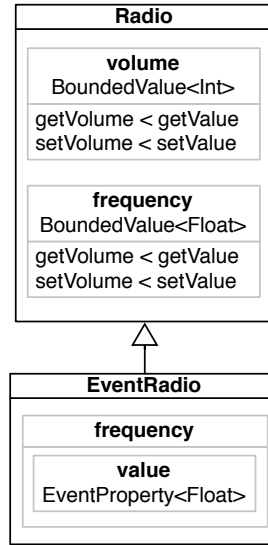 Radio
volume
BoundedValue<Int>
getVolume < getValue
setVolume < setValue
frequency
BoundedValue<Float>
getVolume < getValue
setVolume < setValue
EventRadio
frequency
value
EventProperty<Float>